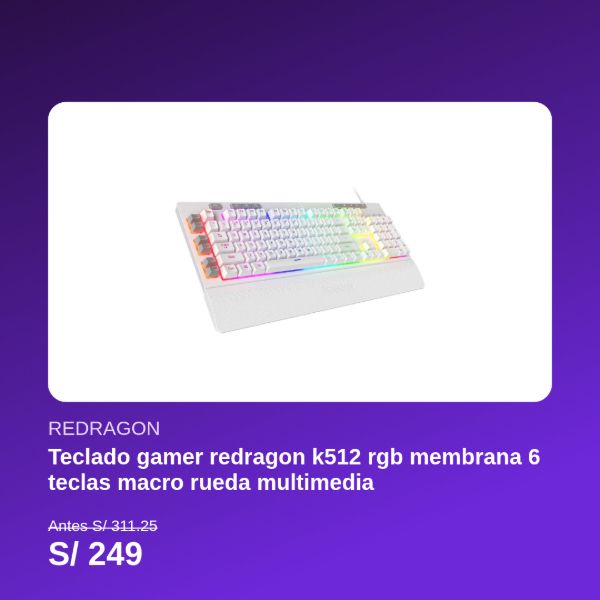 REDRAGON
Teclado gamer redragon k512 rgb membrana 6
teclas macro rueda multimedia
Antes S/ 311.25
S/ 249